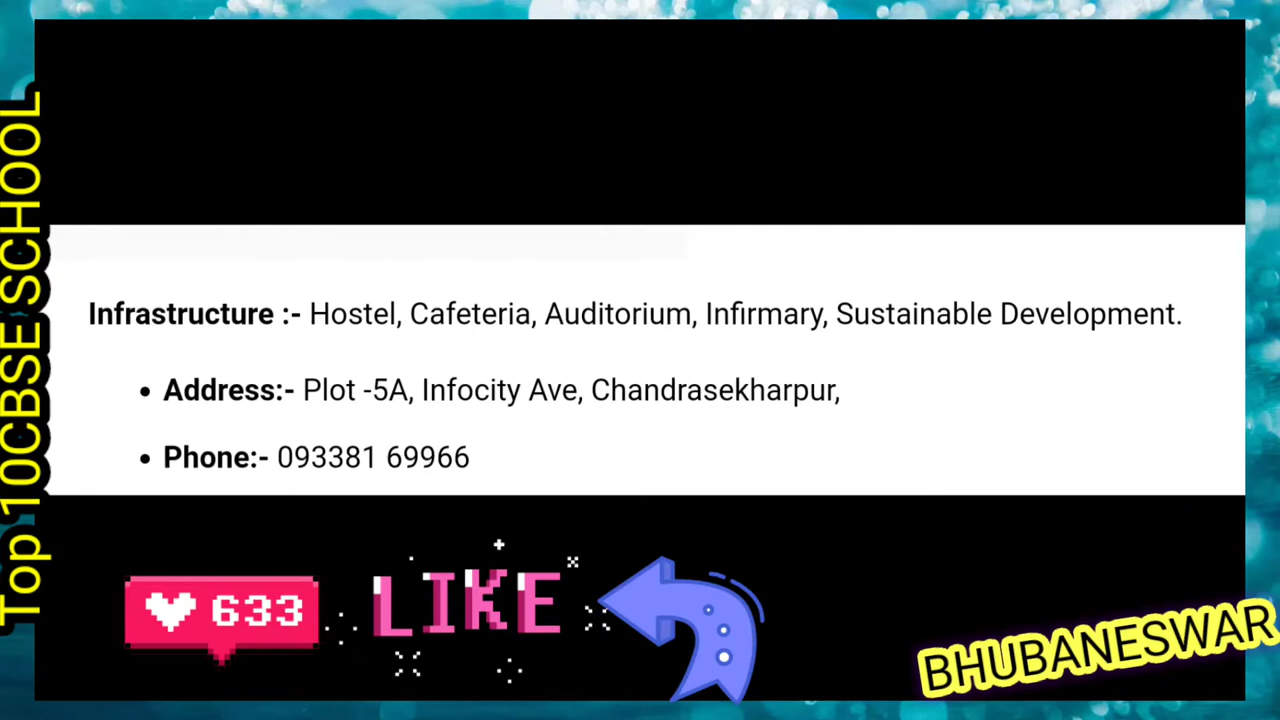 Top 10CBSE SCHOOL
Infrastructure :- Hostel, Cafeteria, Auditorium, Infirmary, Sustainable Development.
• Address:- Plot -5A, Infocity Ave, Chandrasekharpur,
• Phone:- 093381 69966
633
LIKE
BHUBANESWAR